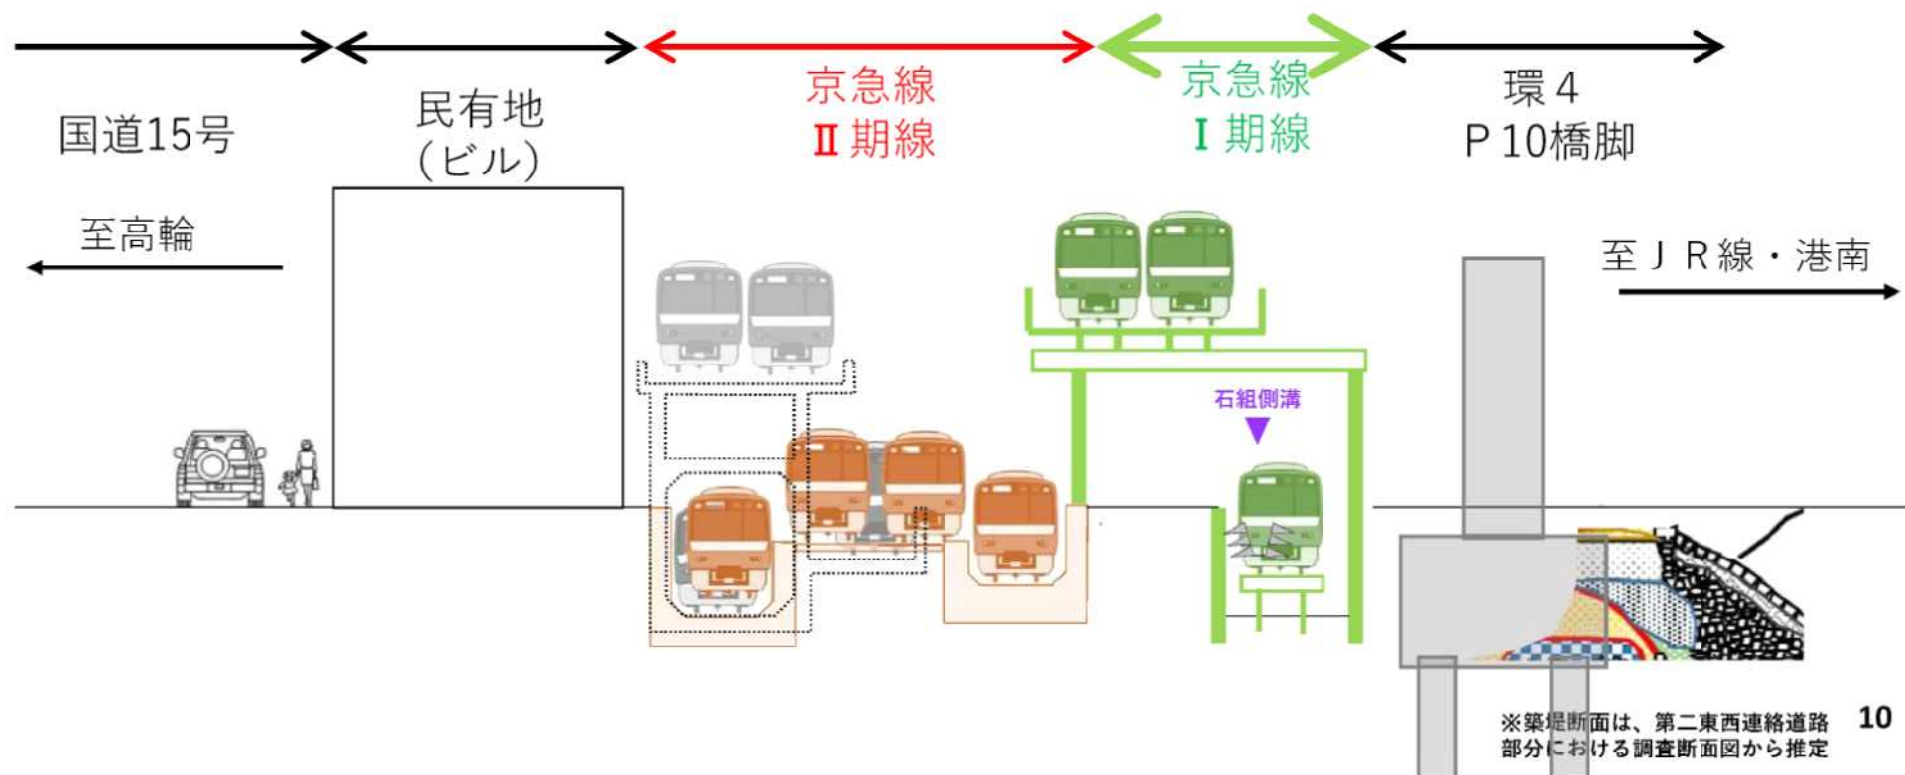 国道15号
民有地
（ビル）
京急線
Ⅱ期線
京急線
Ⅰ期線
環４
Ｐ10橋脚
至高輪
至ＪＲ線・港南
石組側溝
※築堤断面は、第二東西連絡道路
部分における調査断面図から推定
10